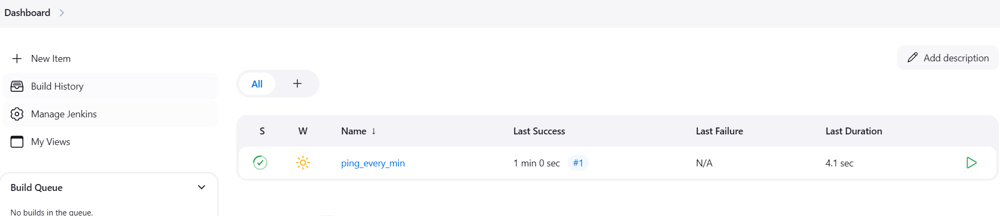 Dashboard
New Item
Build History
Manage Jenkins
My Views
Build Queue
No builds in the queue.
Add description
All
S W Name ↓ Last Success Last Failure Last Duration
ping_every_min 1 min 0 sec #1 N/A 4.1 sec